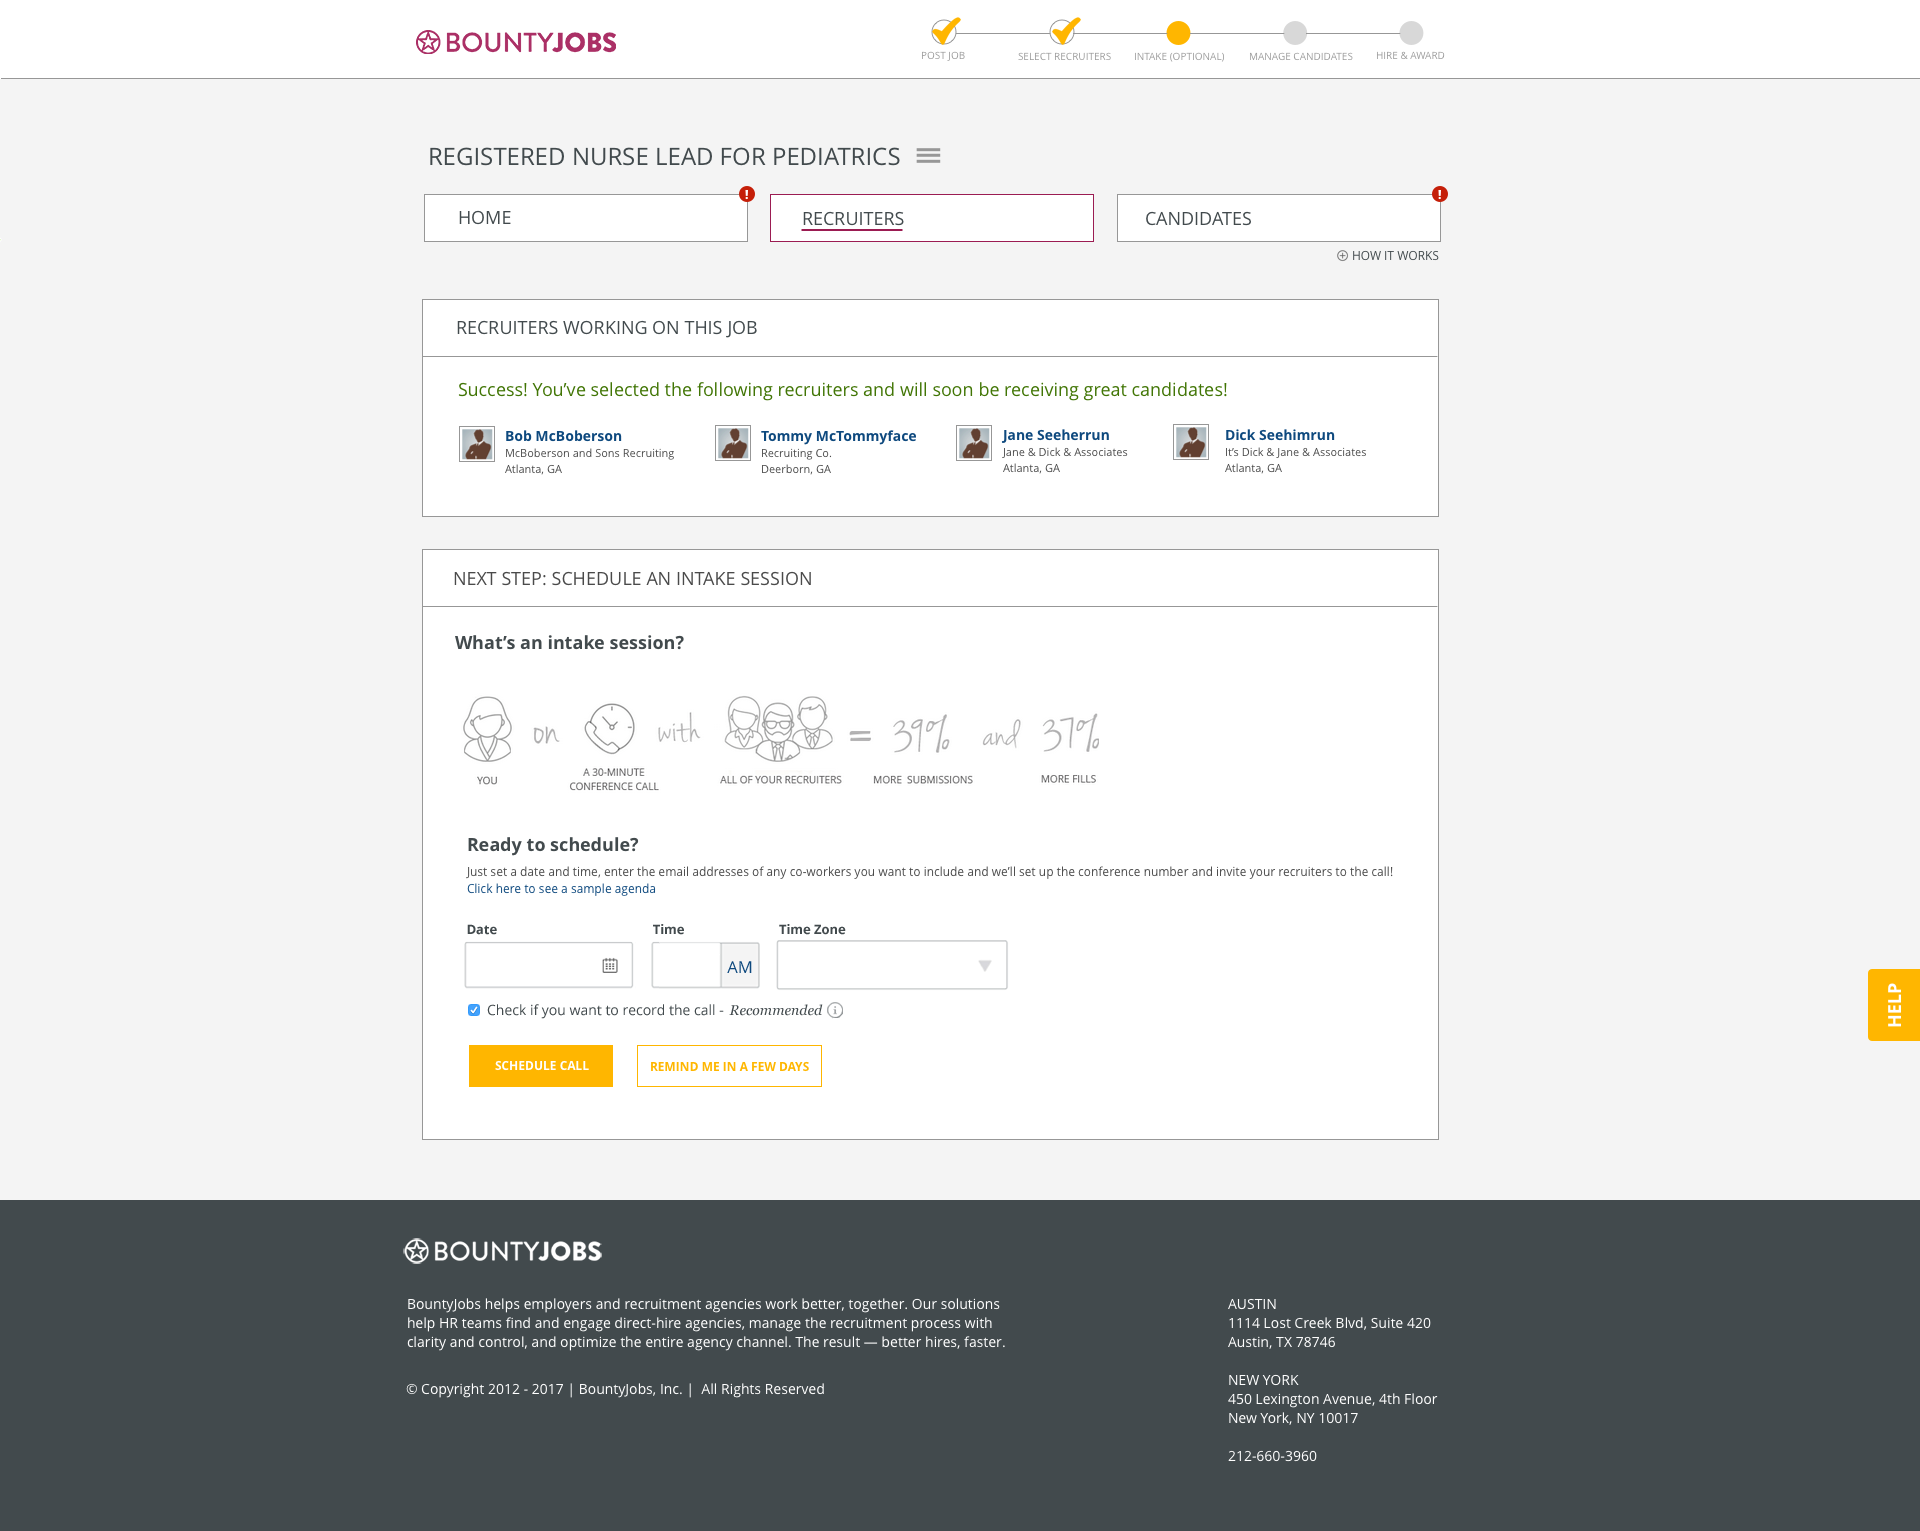 BOUNTYJOBS
POST JOB
SELECT RECRUITERS
INTAKE (OPTIONAL)
MANAGE CANDIDATES
HIRE & AWARD
REGISTERED NURSE LEAD FOR PEDIATRICS
HOME
!
RECRUITERS
CANDIDATES
!
HOW IT WORKS
RECRUITERS WORKING ON THIS JOB
Success! You’ve selected the following recruiters and will soon be receiving great candidates!
Bob McBoberson
McBoberson and Sons Recruiting
Atlanta, GA
Tommy McTommyface
Recruiting Co.
Deerborn, GA
Jane Seeherrun
Jane & Dick & Associates
Atlanta, GA
Dick Seehimrun
It’s Dick & Jane & Associates
Atlanta, GA
NEXT STEP: SCHEDULE AN INTAKE SESSION
What’s an intake session?
on with = 39% and 37%
YOU
A 30-MINUTE
CONFERENCE CALL
ALL OF YOUR RECRUITERS
MORE SUBMISSIONS
MORE FILLS
Ready to schedule?
Just set a date and time, enter the email addresses of any co-workers you want to include and we’ll set up the conference number and invite your recruiters to the call!
Click here to see a sample agenda
Date
Time
Time Zone
AM
Check if you want to record the call - Recommended i
SCHEDULE CALL
REMIND ME IN A FEW DAYS
HELP
BOUNTYJOBS
BountyJobs helps employers and recruitment agencies work better, together. Our solutions
help HR teams find and engage direct-hire agencies, manage the recruitment process with
clarity and control, and optimize the entire agency channel. The result — better hires, faster.
© Copyright 2012 - 2017 | BountyJobs, Inc. | All Rights Reserved
AUSTIN
1114 Lost Creek Blvd, Suite 420
Austin, TX 78746
NEW YORK
450 Lexington Avenue, 4th Floor
New York, NY 10017
212-660-3960